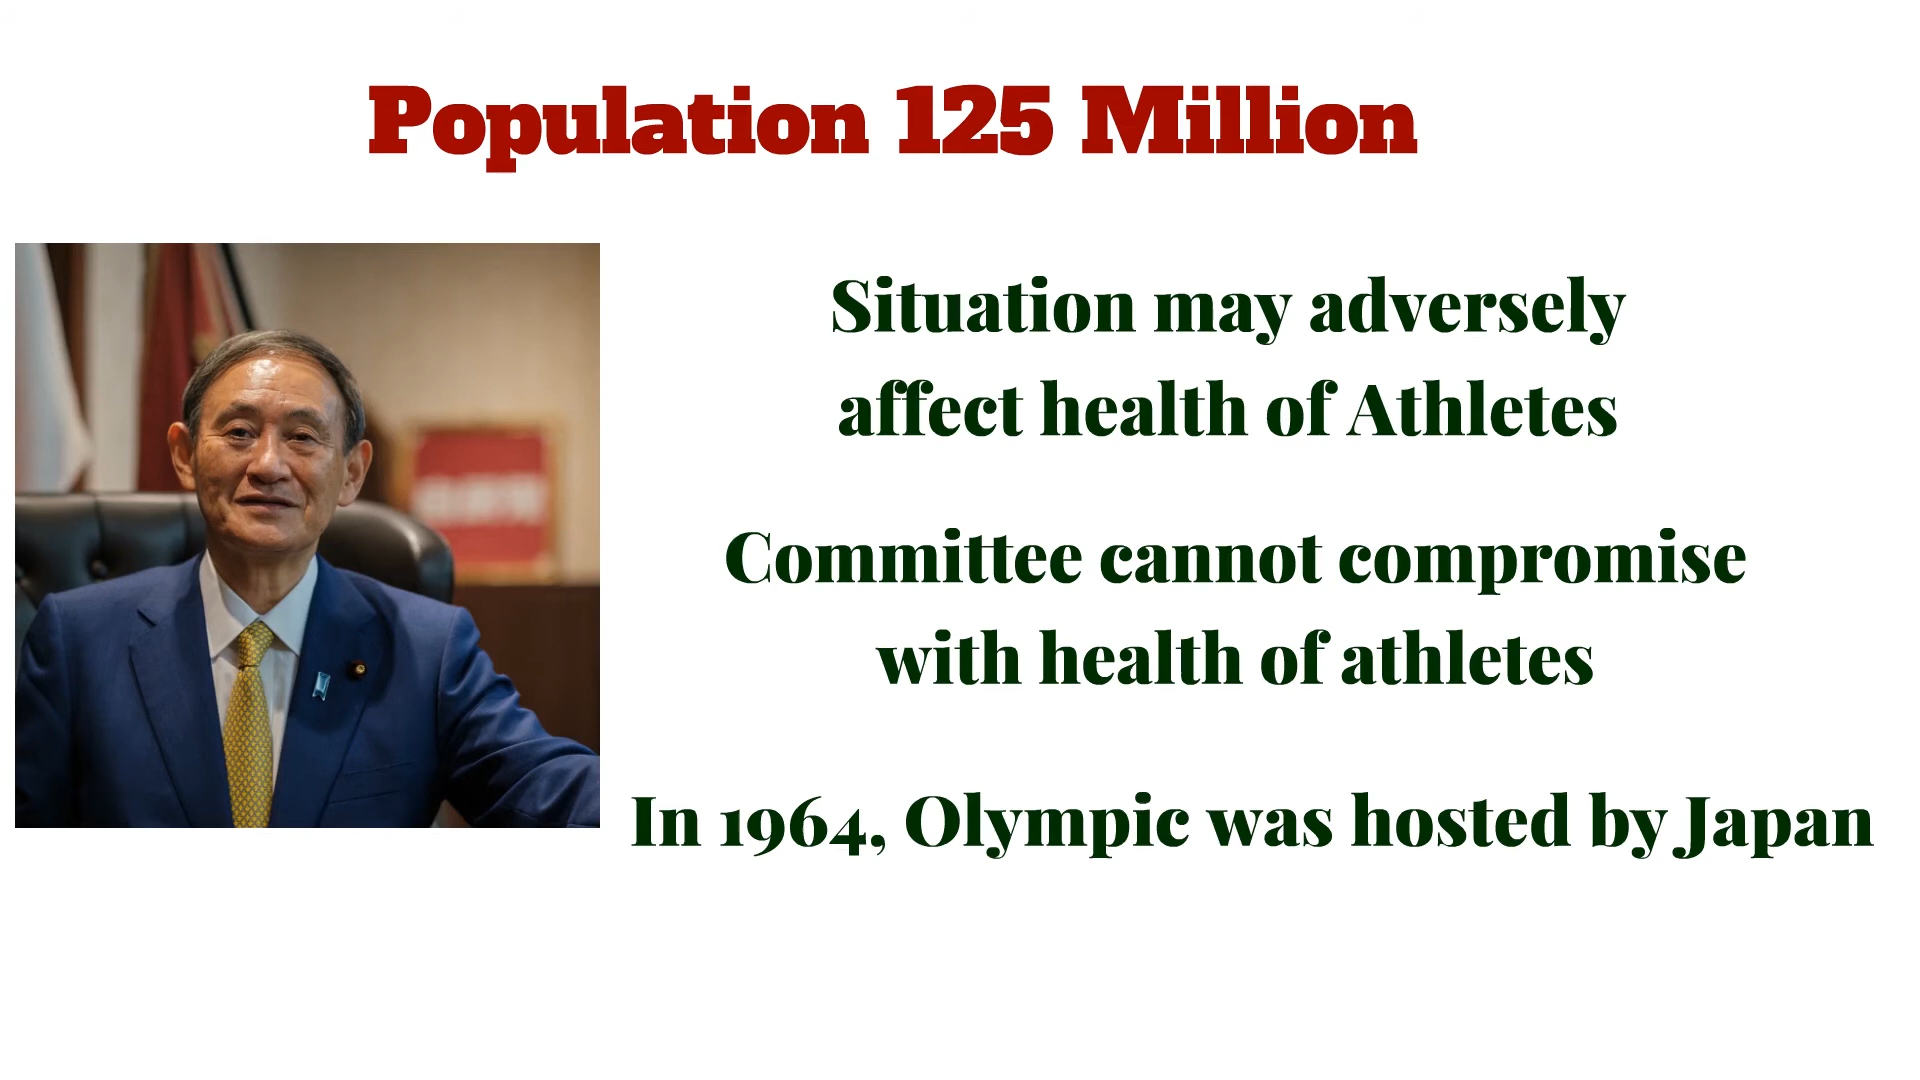 Population 125 Million
Situation may adversely
affect health of Athletes
Committee cannot compromise
with health of athletes
In 1964, Olympic was hosted by Japan